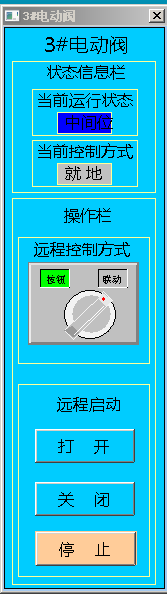 3#电动阀
3#电动阀
状态信息栏
当前运行状态
中间位
当前控制方式
就 地
操作栏
远程控制方式
联动
远程启动
打 开
关 闭
停 止